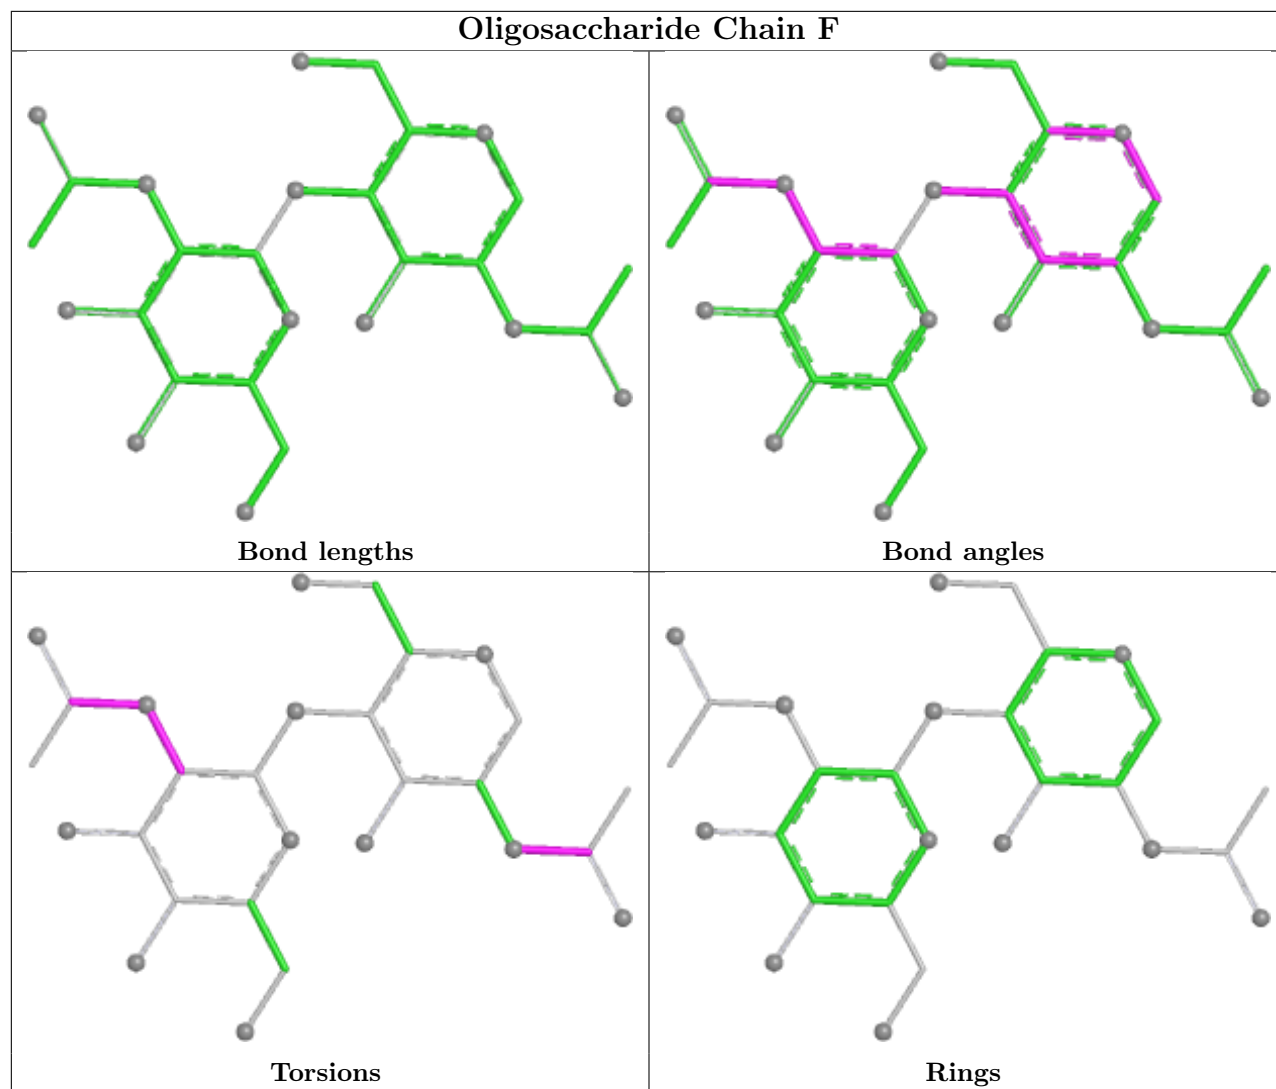 Oligosaccharide Chain F
Bond lengths
Bond angles
Torsions
Rings